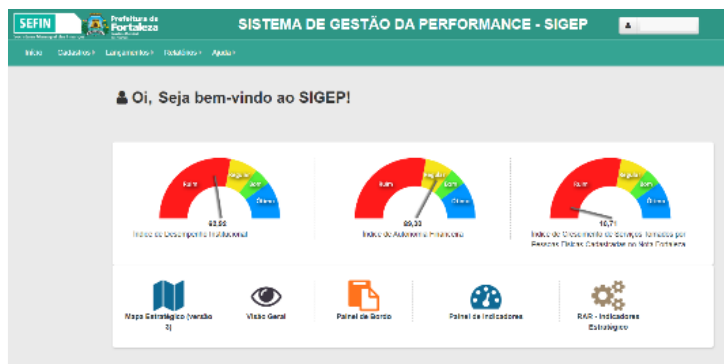 SEFIN
Prefeitura de
Fortaleza
SISTEMA DE GESTÃO DA PERFORMANCE - SIGEP
Início Cadastros Lançamentos Relatórios Ajuda
Oi, Seja bem-vindo ao SIGEP!
Ruim Regular Bom Ótimo
Ruim Regular Bom Ótimo
Ruim Regular Bom Ótimo
Índice de Desempenho Institucional
89,33
Índice de Autonomia Financeira
16,71
Índice de Crescimento de Serviços Tomados por
Pessoas Físicas Cadastradas no Nota Fortaleza
Mapa Estratégico (versão
3)
Visão Geral
Painel de Bordo
Painel de Indicadores
RAR - Indicadores
Estratégico